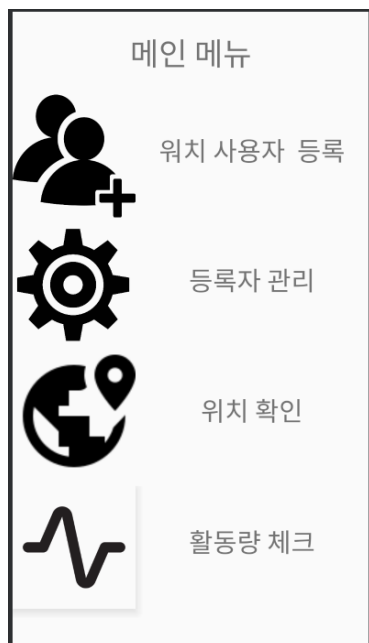 메인 메뉴
워치 사용자 등록
등록자 관리
위치 확인
활동량 체크